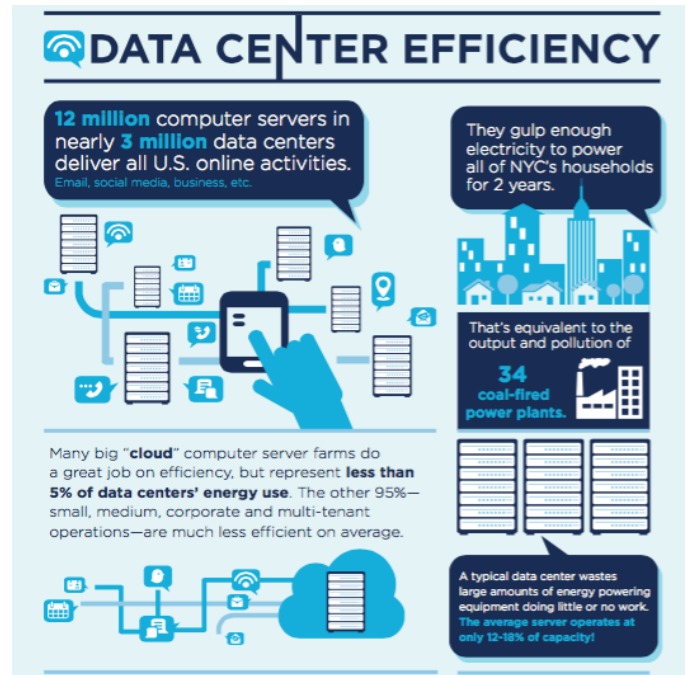 DATA CENTER EFFICIENCY
12 million computer servers in
nearly 3 million data centers
deliver all U.S. online activities.
Email, social media, business, etc.
They gulp enough
electricity to power
all of NYC's households
for 2 years.
That's equivalent to the
output and pollution of
34
coal-fired
power plants.
Many big "cloud" computer server farms do
a great job on efficiency, but represent less than
5% of data centers' energy use. The other 95%—
small, medium, corporate and multi-tenant
operations—are much less efficient on average.
A typical data center wastes
large amounts of energy powering
equipment doing little or no work.
The average server operates at
only 12-18% of capacity!